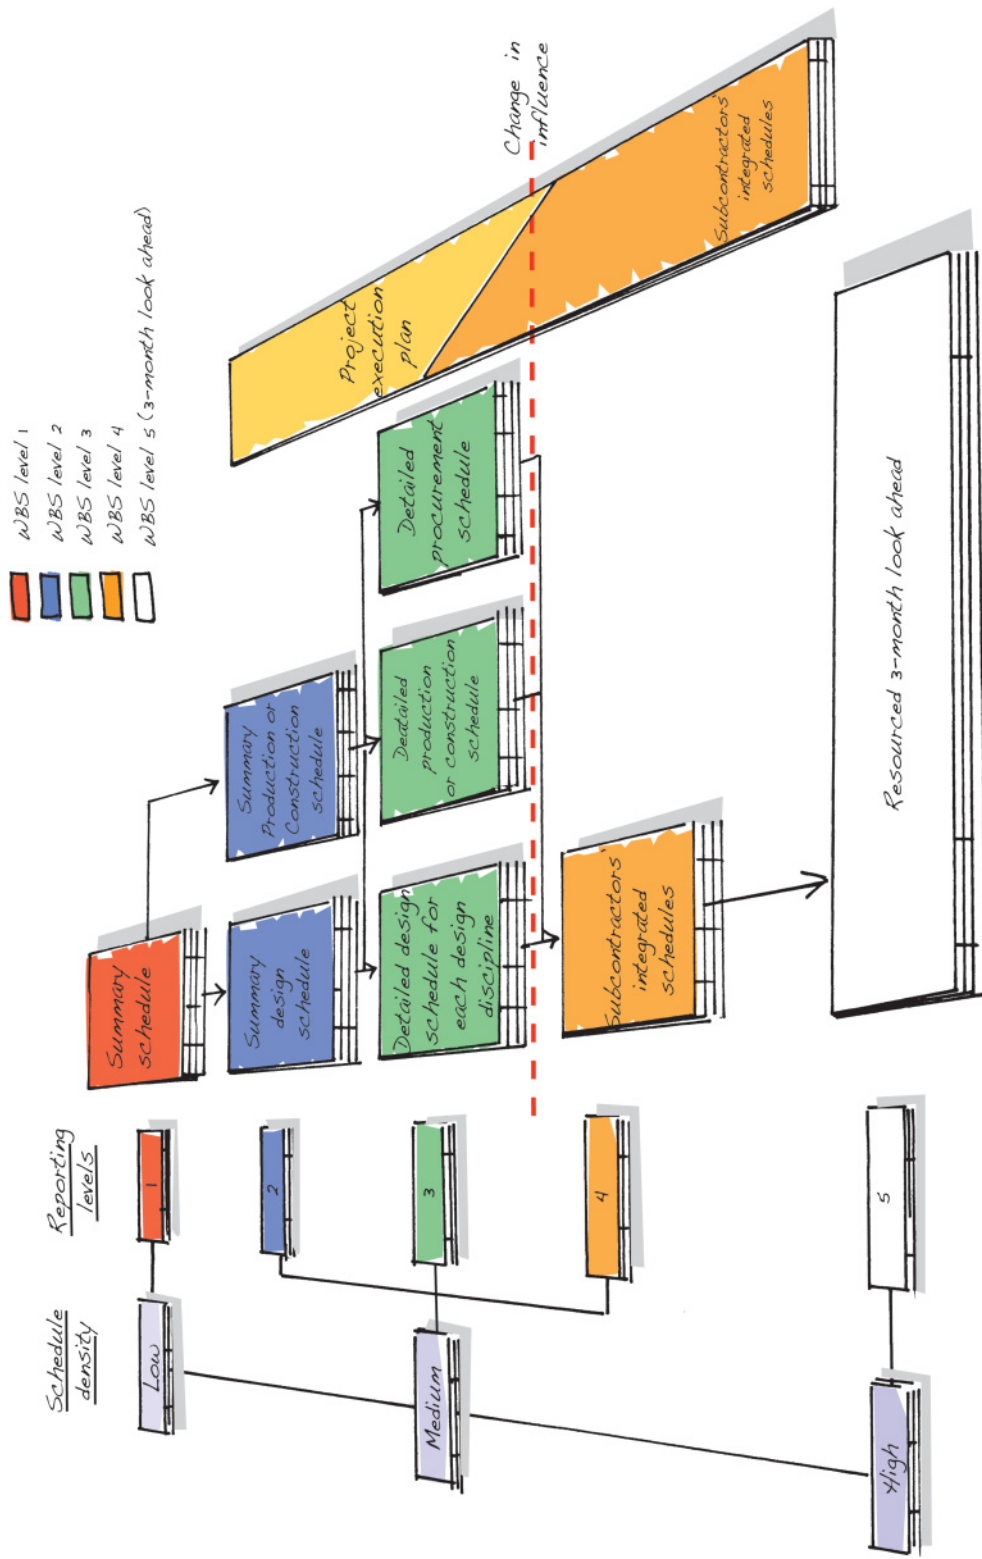 Schedule
density
Reporting
levels
WBS level 1
WBS level 2
WBS level 3
WBS level 4
WBS level 5 (3-month look ahead)
Low
1
Summary
schedule
2
Summary
design
schedule
Summary
Production or
Construction
schedule
Project
execution
plan
Medium
3
Detailed design
schedule for
each design
discipline
Deatailed
production
or construction
schedule
Detailed
procurement
schedule
Change in
influence
4
Subcontractors'
integrated
schedules
Subcontractors'
integrated
schedules
High
5
Resourced 3-month look ahead